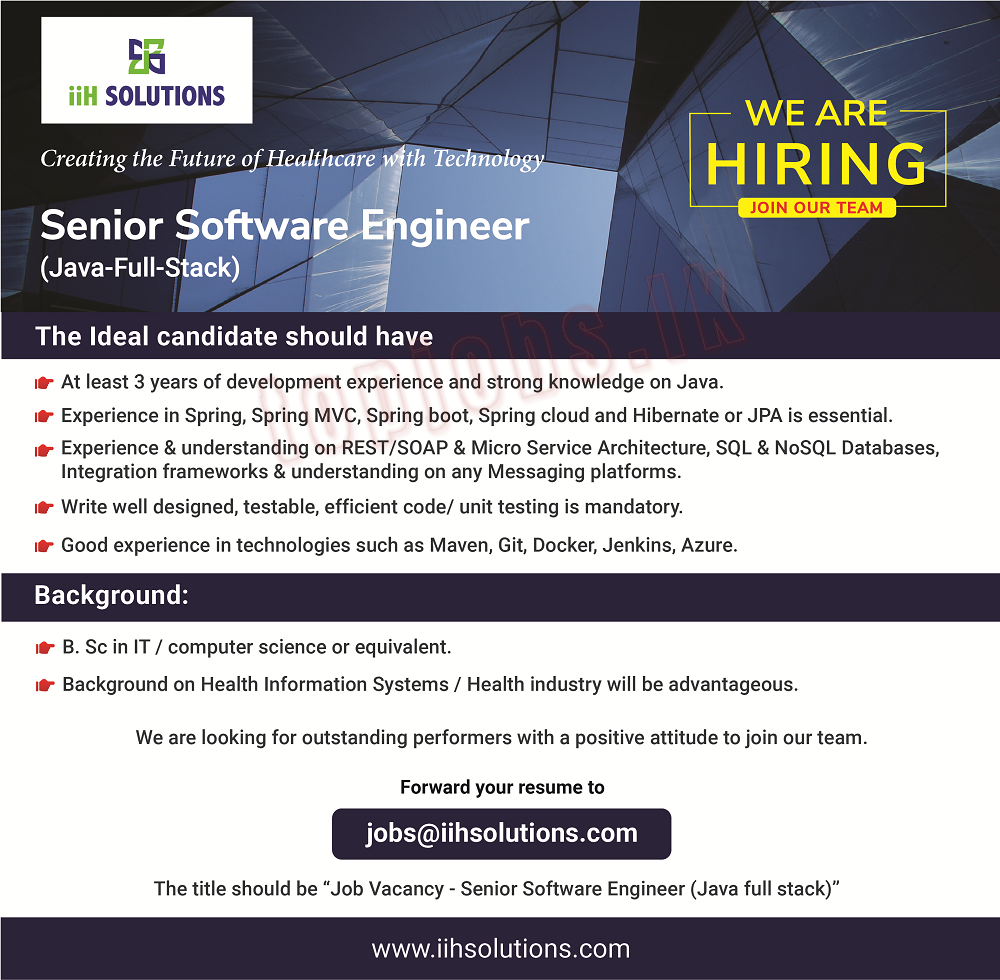 iiH SOLUTIONS
Creating the Future of Healthcare with Technology
WE ARE
HIRING
JOIN OUR TEAM
Senior Software Engineer
(Java-Full-Stack)
topjobs.lk
The Ideal candidate should have
At least 3 years of development experience and strong knowledge on Java.
Experience in Spring, Spring MVC, Spring boot, Spring cloud and Hibernate or JPA is essential.
Experience & understanding on REST/SOAP & Micro Service Architecture, SQL & NoSQL Databases,
Integration frameworks & understanding on any Messaging platforms.
Write well designed, testable, efficient code/ unit testing is mandatory.
Good experience in technologies such as Maven, Git, Docker, Jenkins, Azure.
Background:
B. Sc in IT / computer science or equivalent.
Background on Health Information Systems / Health industry will be advantageous.
We are looking for outstanding performers with a positive attitude to join our team.
Forward your resume to
jobs@iihsolutions.com
The title should be “Job Vacancy - Senior Software Engineer (Java full stack)”
www.iihsolutions.com